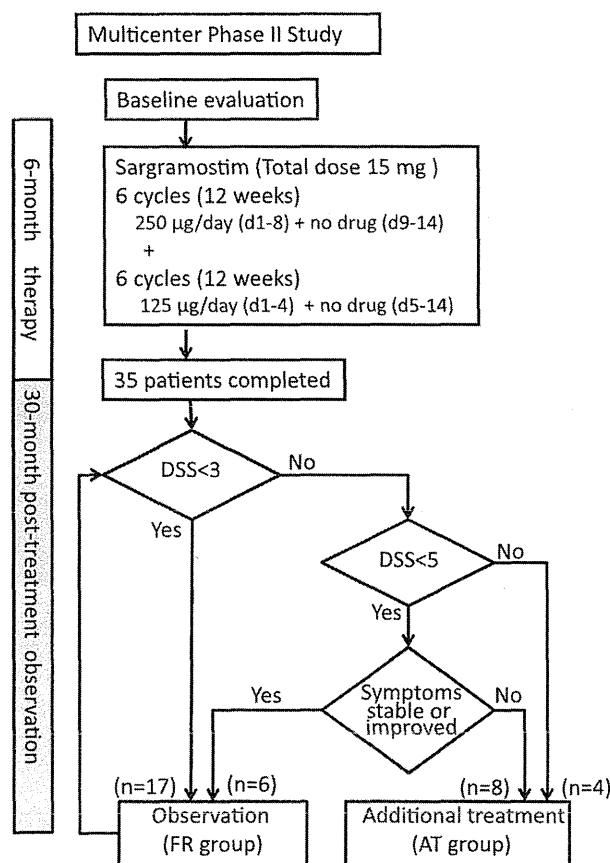 Multicenter Phase II Study
Baseline evaluation
6-month therapy
Sargramostim (Total dose 15 mg )
6 cycles (12 weeks)
250 µg/day (d1-8) + no drug (d9-14)
+
6 cycles (12 weeks)
125 µg/day (d1-4) + no drug (d5-14)
35 patients completed
30-month post-treatment observation
DSS<3
No
Yes
DSS<5
No
Yes
Symptoms
stable or
improved
Yes
No
(n=17)
(n=6)
(n=8)
(n=4)
Observation
(FR group)
Additional treatment
(AT group)